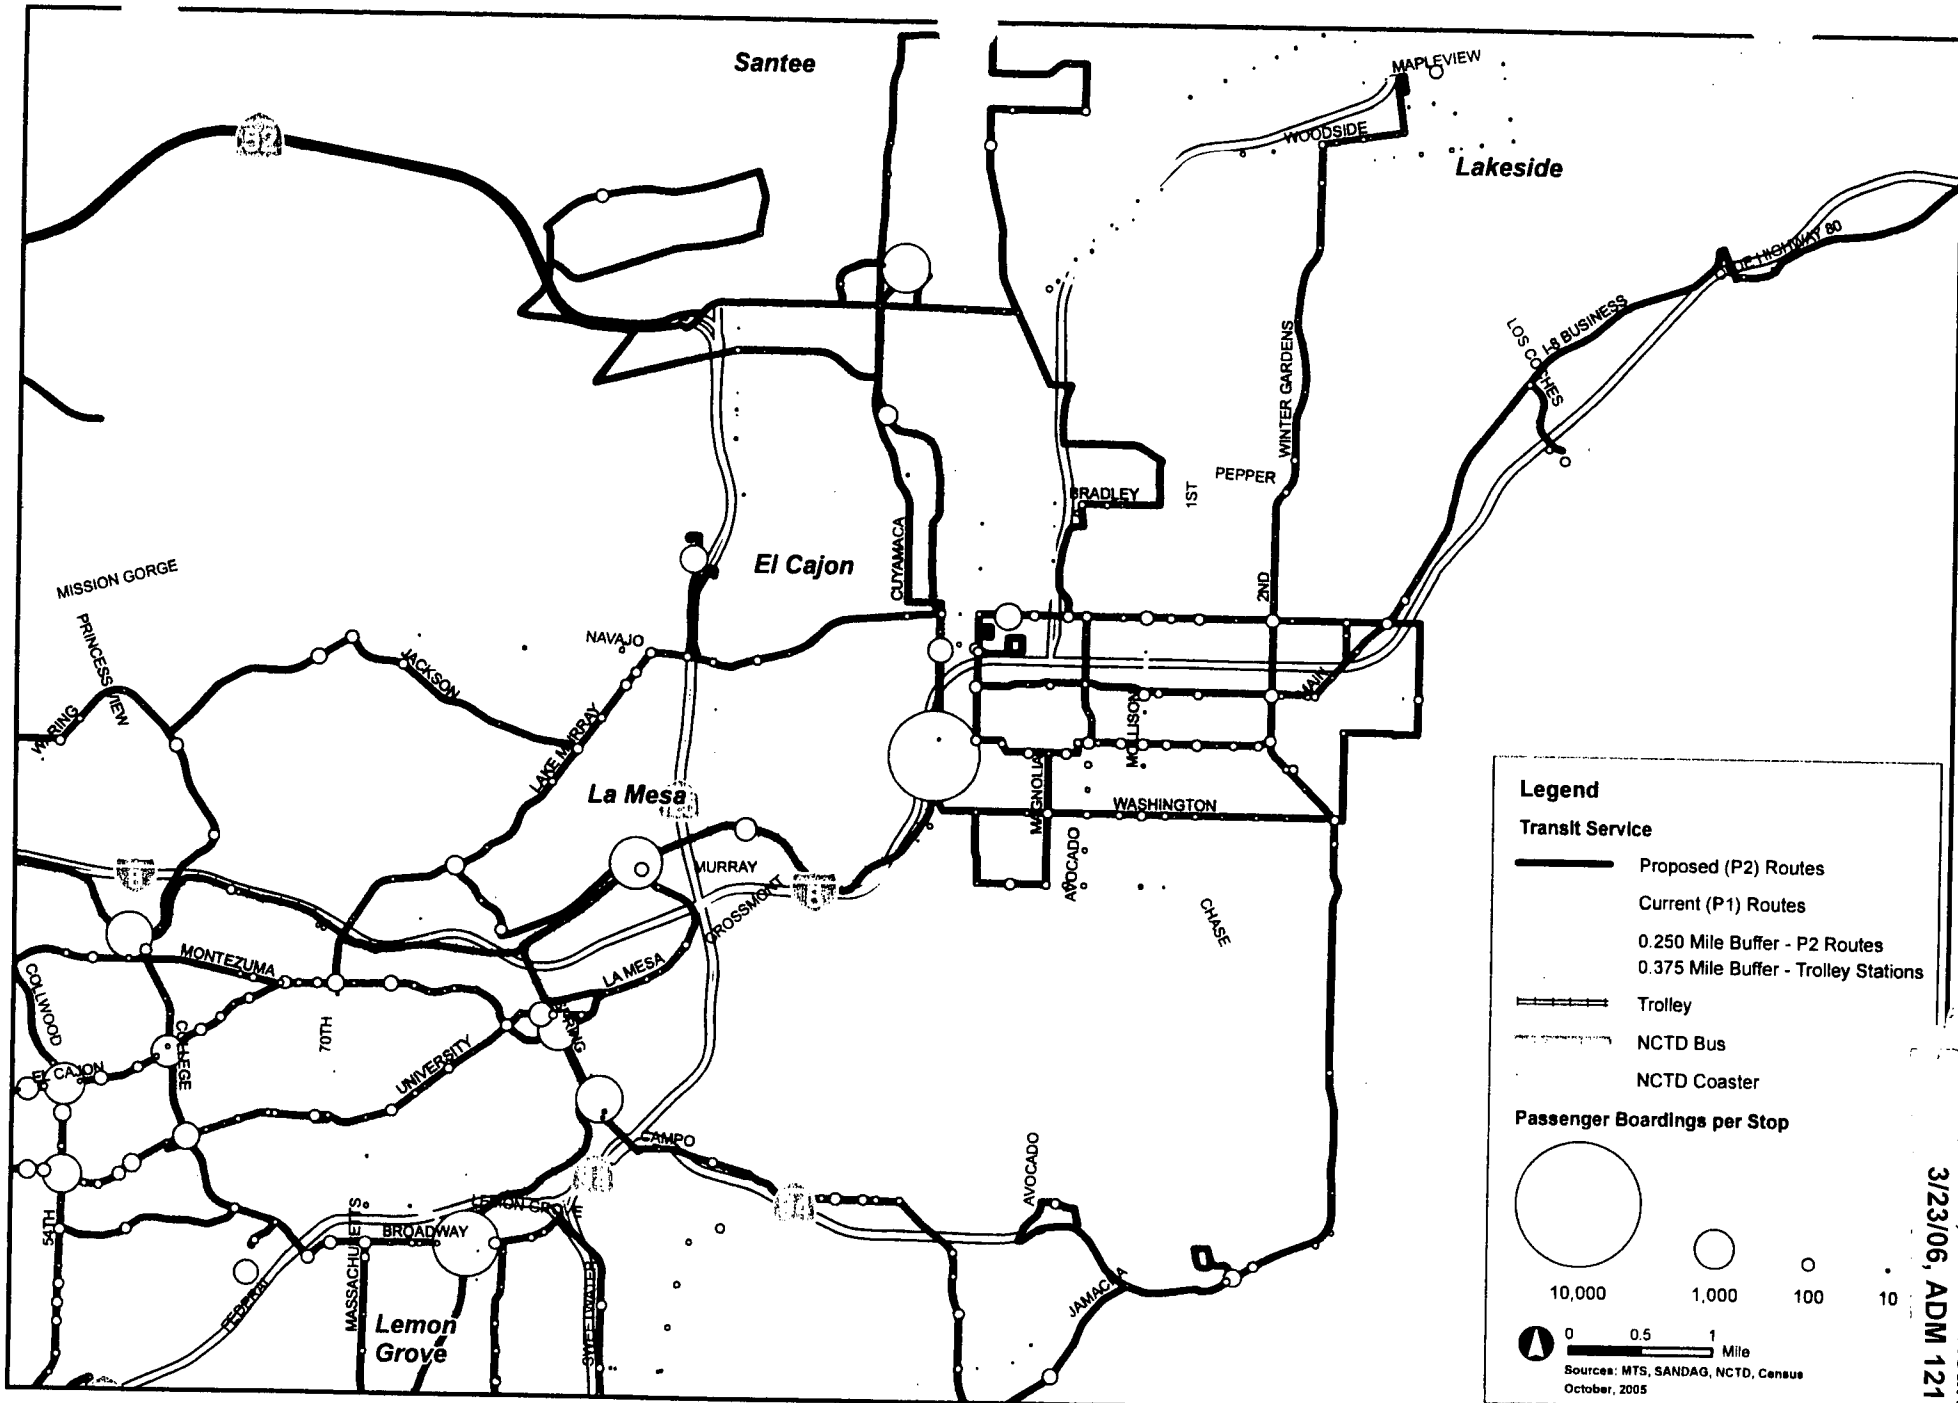 Santee
MAPLEVIEW
52
WOODSIDE
Lakeside
HIGHWAY 80
I-8 BUSINESS
LOS COCHES
WINTER GARDENS
PEPPER
1ST
BRADLEY
CUYAMACA
El Cajon
2ND
MISSION GORGE
PRINCESS VIEW
NAVAJO
JACKSON
WARING
LAKE MURRAY
MAIN
MOLLISON
La Mesa
MAGNOLIA
WASHINGTON
AVOCADO
MURRAY
8
8
GROSSMONT
CHASE
MONTEZUMA
LA MESA
COLLWOOD
70TH
SPRING
COLLEGE
UNIVERSITY
EL CAJON
CAMPO
AVOCADO
LEMON GROVE
MASSACHUSETTS
BROADWAY
54TH
FEDERAL
SWEETWATER
JAMACHA
Lemon
Grove
Legend
Transit Service
Proposed (P2) Routes
Current (P1) Routes
0.250 Mile Buffer - P2 Routes
0.375 Mile Buffer - Trolley Stations
Trolley
NCTD Bus
NCTD Coaster
Passenger Boardings per Stop
10,000 1,000 100 10
0 0.5 1
Mile
Sources: MTS, SANDAG, NCTD, Census
October, 2005
3/23/06, ADM 121